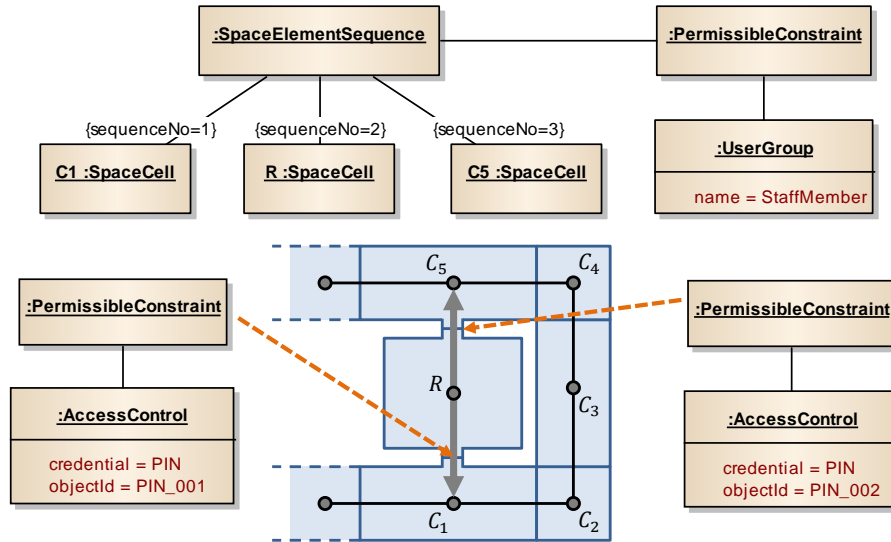 :SpaceElementSequence
:PermissibleConstraint
{sequenceNo=1}
{sequenceNo=2}
{sequenceNo=3}
C1 :SpaceCell
R :SpaceCell
C5 :SpaceCell
:UserGroup
name = StaffMember
:PermissibleConstraint
:AccessControl
credential = PIN
objectId = PIN_001
C5
C4
R
C3
C1
C2
:PermissibleConstraint
:AccessControl
credential = PIN
objectId = PIN_002